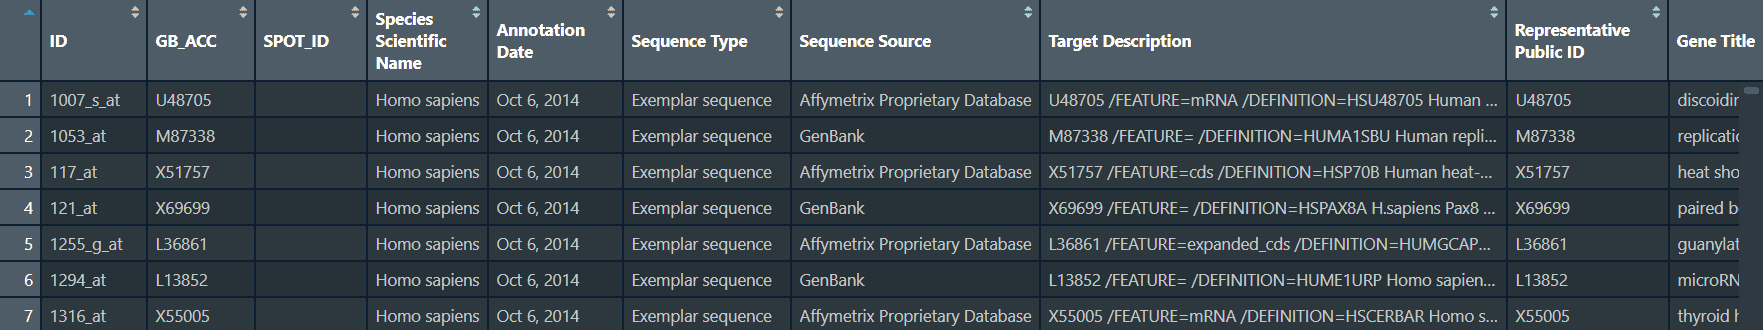 ID GB_ACC SPOT_ID Species Scientific Name Annotation Date Sequence Type Sequence Source Target Description Representative Public ID Gene Title
1 1007_s_at U48705 Homo sapiens Oct 6, 2014 Exemplar sequence Affymetrix Proprietary Database U48705 /FEATURE=mRNA /DEFINITION=HSU48705 Human ... U48705 discoidin
2 1053_at M87338 Homo sapiens Oct 6, 2014 Exemplar sequence GenBank M87338 /FEATURE= /DEFINITION=HUMA1SBU Human repli... M87338 replicatio
3 117_at X51757 Homo sapiens Oct 6, 2014 Exemplar sequence Affymetrix Proprietary Database X51757 /FEATURE=cds /DEFINITION=HSP70B Human heat-... X51757 heat sho
4 121_at X69699 Homo sapiens Oct 6, 2014 Exemplar sequence GenBank X69699 /FEATURE= /DEFINITION=HSPAX8A H.sapiens Pax8 ... X69699 paired b
5 1255_g_at L36861 Homo sapiens Oct 6, 2014 Exemplar sequence Affymetrix Proprietary Database L36861 /FEATURE=expanded_cds /DEFINITION=HUMGCAP... L36861 guanylat
6 1294_at L13852 Homo sapiens Oct 6, 2014 Exemplar sequence GenBank L13852 /FEATURE= /DEFINITION=HUME1URP Homo sapien... L13852 microRN
7 1316_at X55005 Homo sapiens Oct 6, 2014 Exemplar sequence Affymetrix Proprietary Database X55005 /FEATURE=mRNA /DEFINITION=HSCERBAR Homo s... X55005 thyroid h